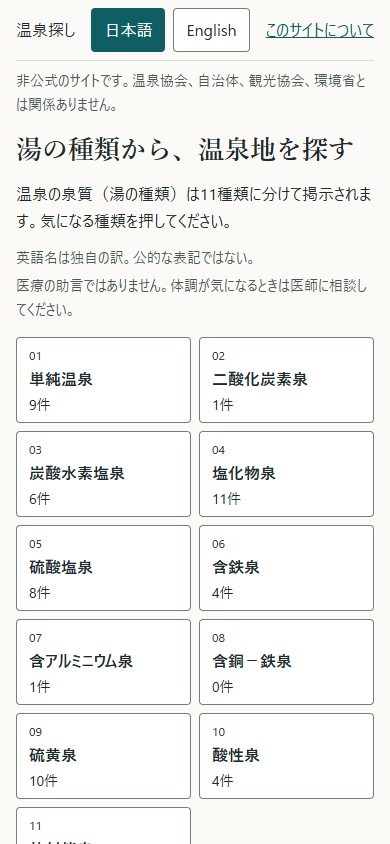 温泉探し
日本語
English
このサイトについて
非公式のサイトです。温泉協会、自治体、観光協会、環境省と
は関係ありません。
湯の種類から、温泉地を探す
温泉の泉質（湯の種類）は11種類に分けて掲示されま
す。気になる種類を押してください。
英語名は独自の訳。公的な表記ではない。
医療の助言ではありません。体調が気になるときは医師に相談し
てください。
01
単純温泉
9件
02
二酸化炭素泉
1件
03
炭酸水素塩泉
6件
04
塩化物泉
11件
05
硫酸塩泉
8件
06
含鉄泉
4件
07
含アルミニウム泉
1件
08
含銅－鉄泉
0件
09
硫黄泉
10件
10
酸性泉
4件
11